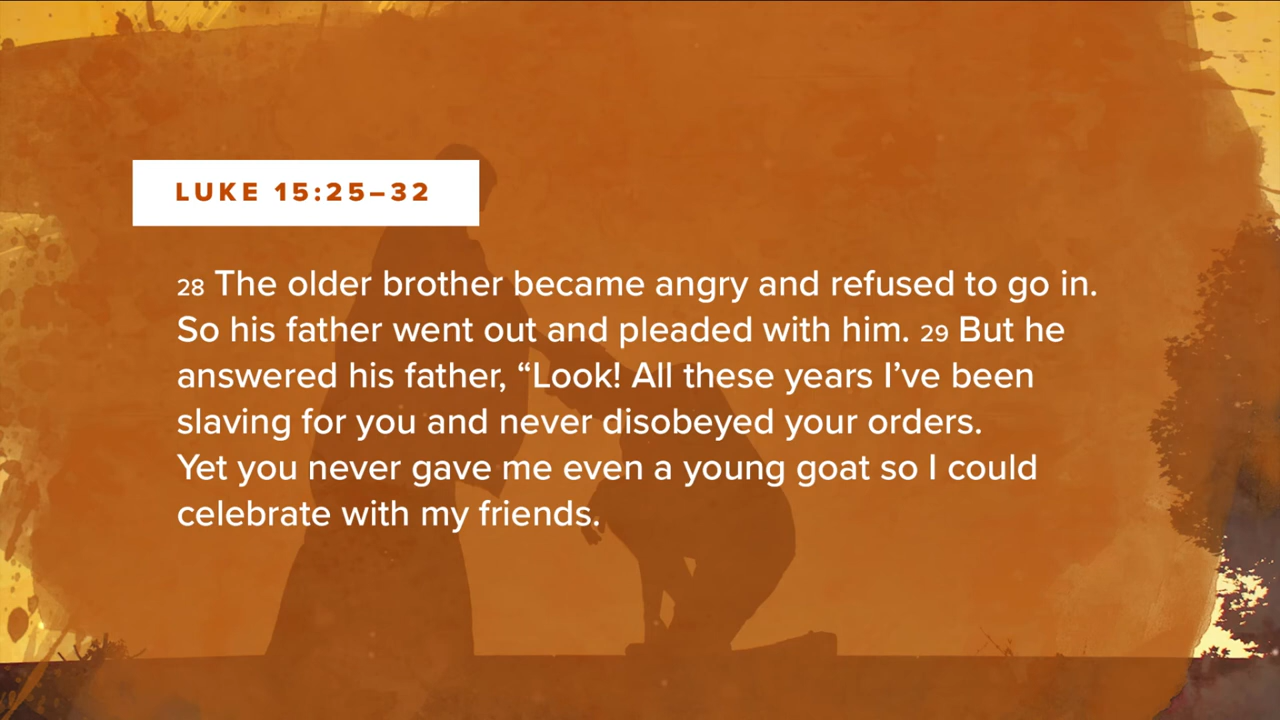 LUKE 15:25–32
28 The older brother became angry and refused to go in.
So his father went out and pleaded with him. 29 But he
answered his father, “Look! All these years I’ve been
slaving for you and never disobeyed your orders.
Yet you never gave me even a young goat so I could
celebrate with my friends.